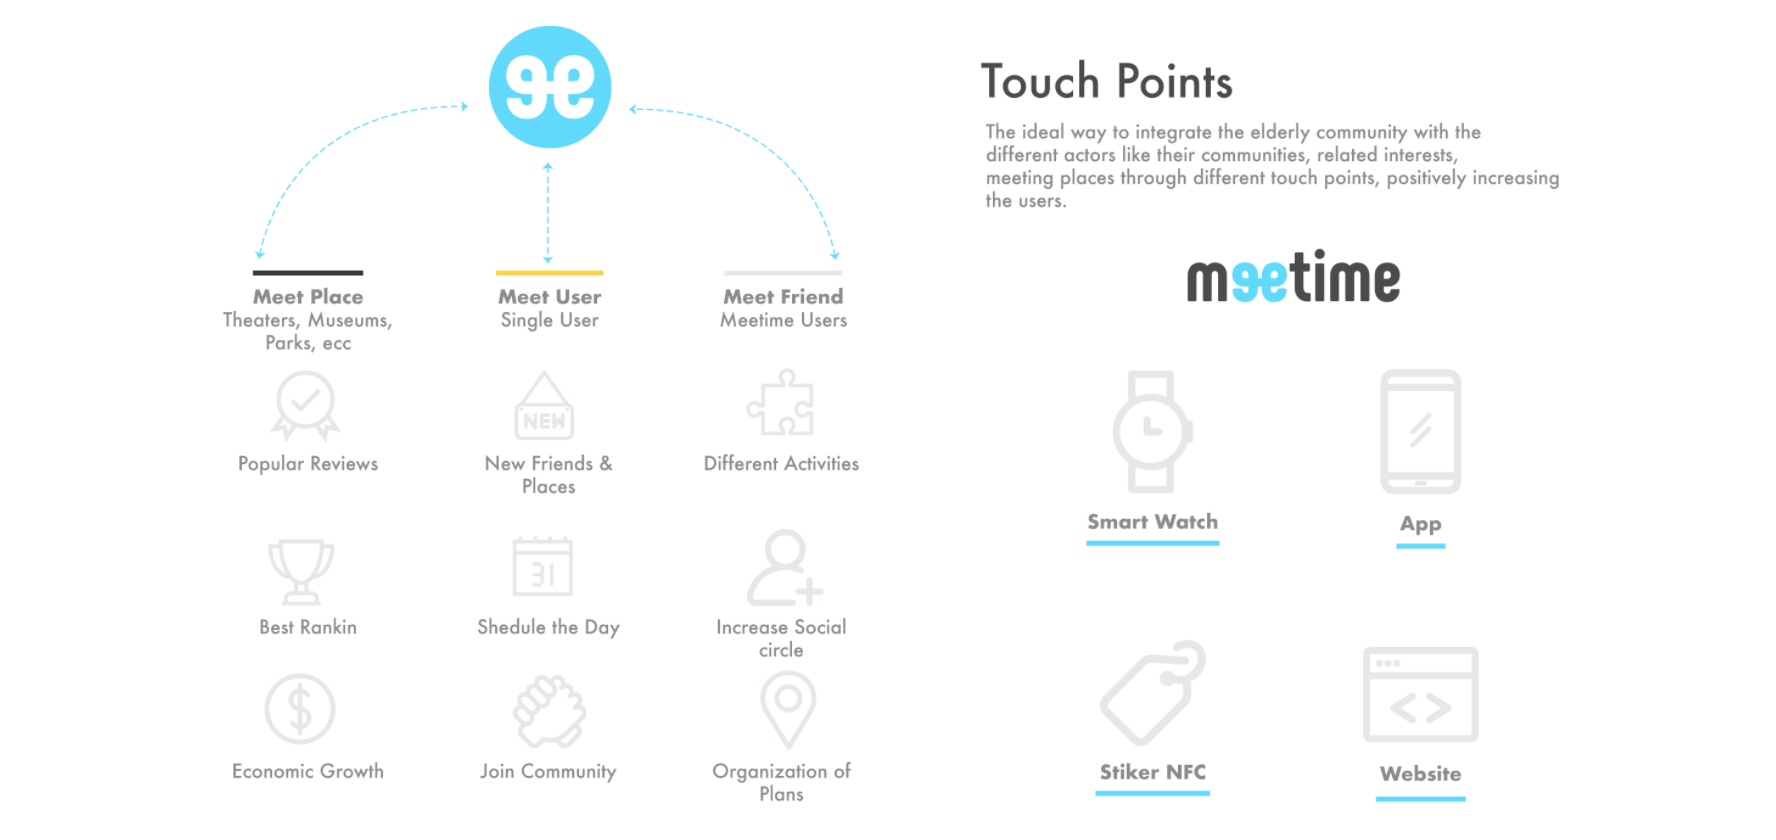 Meet Place
Theaters, Museums,
Parks, ecc
Popular Reviews
Best Rankin
Economic Growth
Meet User
Single User
NEW
New Friends &
Places
31
Shedule the Day
Join Community
Meet Friend
Meetime Users
Different Activities
Increase Social
circle
Organization of
Plans
Touch Points
The ideal way to integrate the elderly community with the
different actors like their communities, related interests,
meeting places through different touch points, positively increasing
the users.
meetime
Smart Watch
App
Stiker NFC
Website